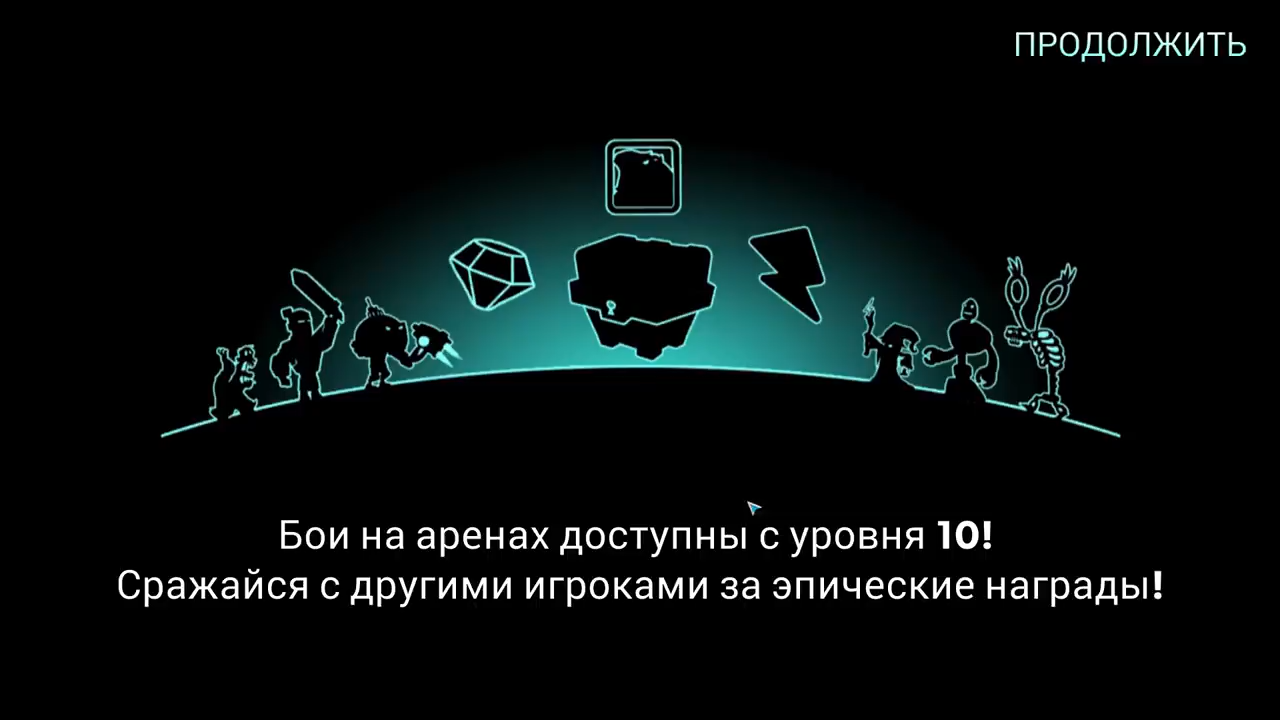 ПРОДОЛЖИТЬ
Бои на аренах доступны с уровня 10!
Сражайся с другими игроками за эпические награды!